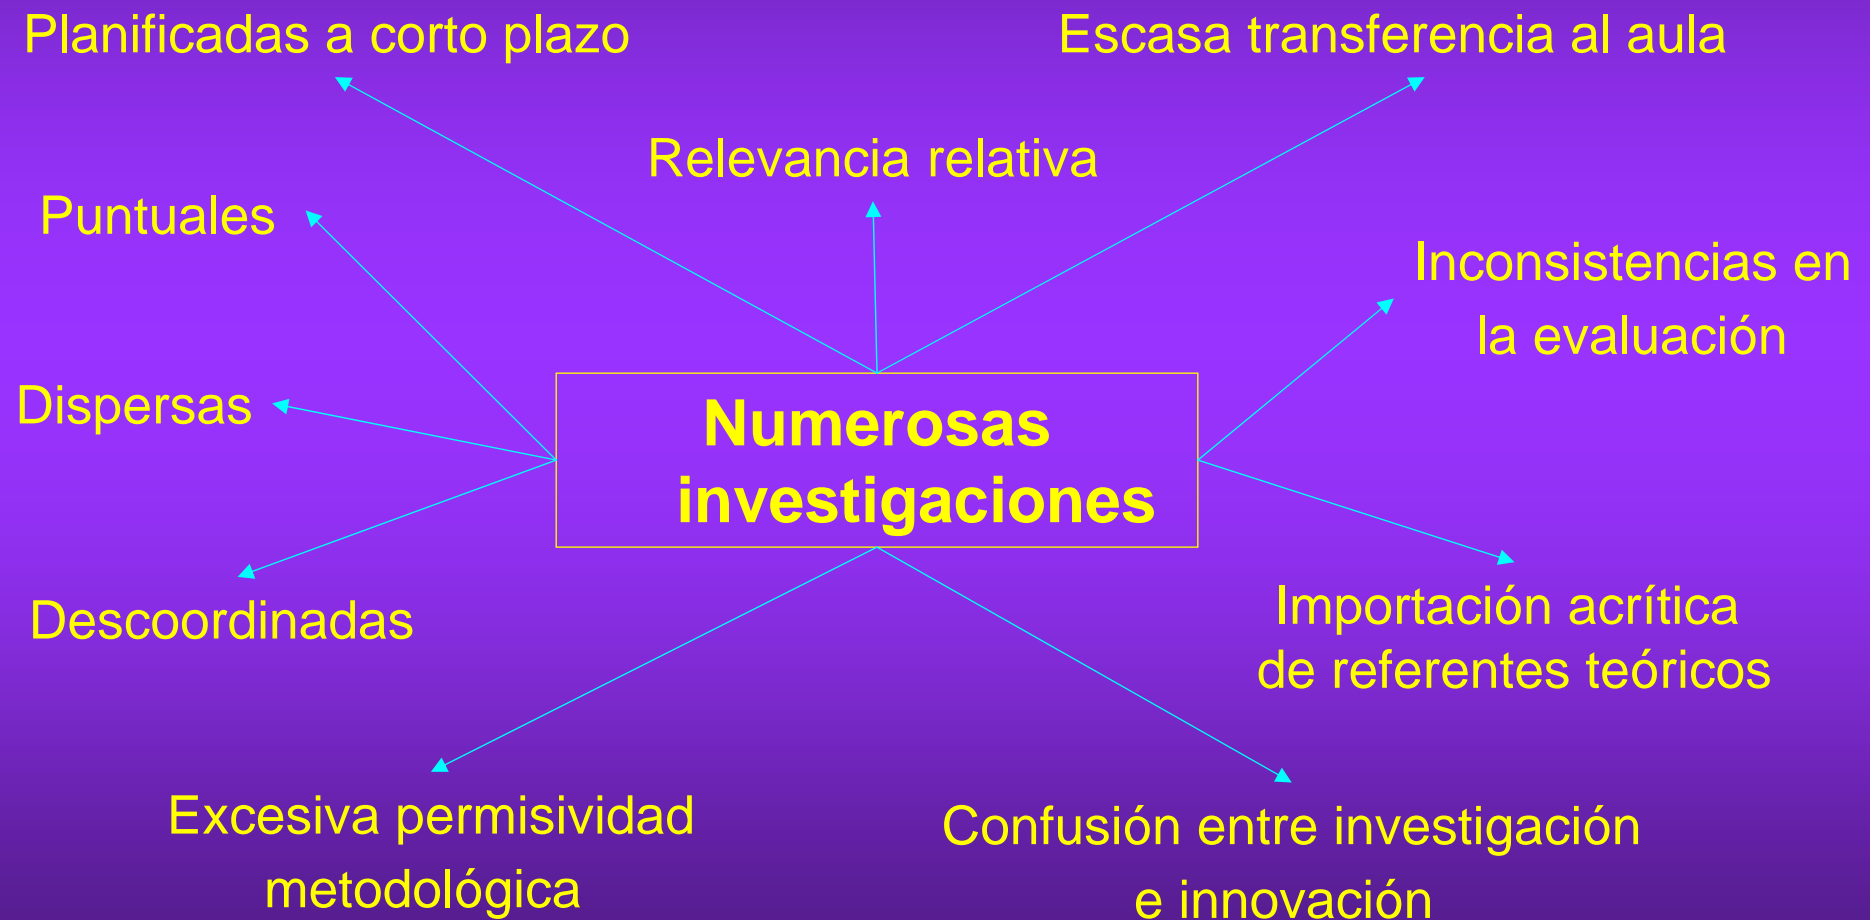 Planificadas a corto plazo
Escasa transferencia al aula
Relevancia relativa
Puntuales
Inconsistencias en
la evaluación
Dispersas
Numerosas
investigaciones
Descoordinadas
Importación acrítica
de referentes teóricos
Excesiva permisividad
metodológica
Confusión entre investigación
e innovación